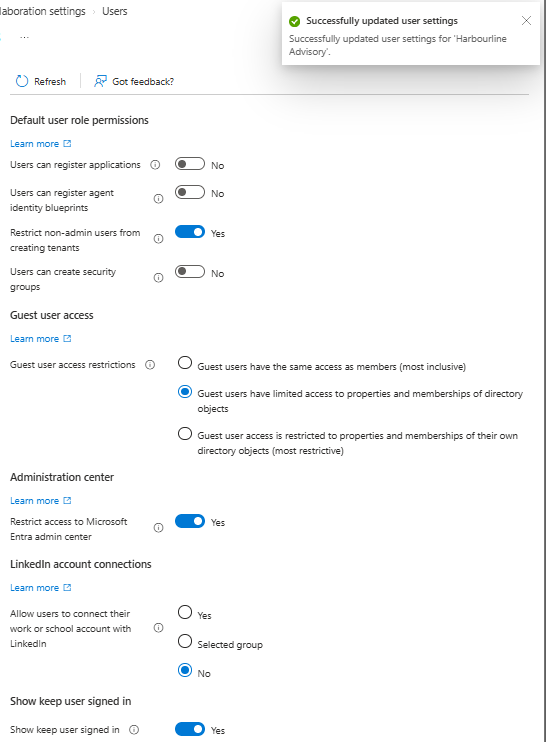 laboration settings > Users
...
Successfully updated user settings
Successfully updated user settings for 'Harbourline
Advisory'.
Refresh
Got feedback?
Default user role permissions
Learn more
Users can register applications
No
Users can register agent
identity blueprints
No
Restrict non-admin users from
creating tenants
Yes
Users can create security
groups
No
Guest user access
Learn more
Guest user access restrictions
Guest users have the same access as members (most inclusive)
Guest users have limited access to properties and memberships of directory
objects
Guest user access is restricted to properties and memberships of their own
directory objects (most restrictive)
Administration center
Learn more
Restrict access to Microsoft
Entra admin center
Yes
LinkedIn account connections
Learn more
Allow users to connect their
work or school account with
LinkedIn
Yes
Selected group
No
Show keep user signed in
Show keep user signed in
Yes